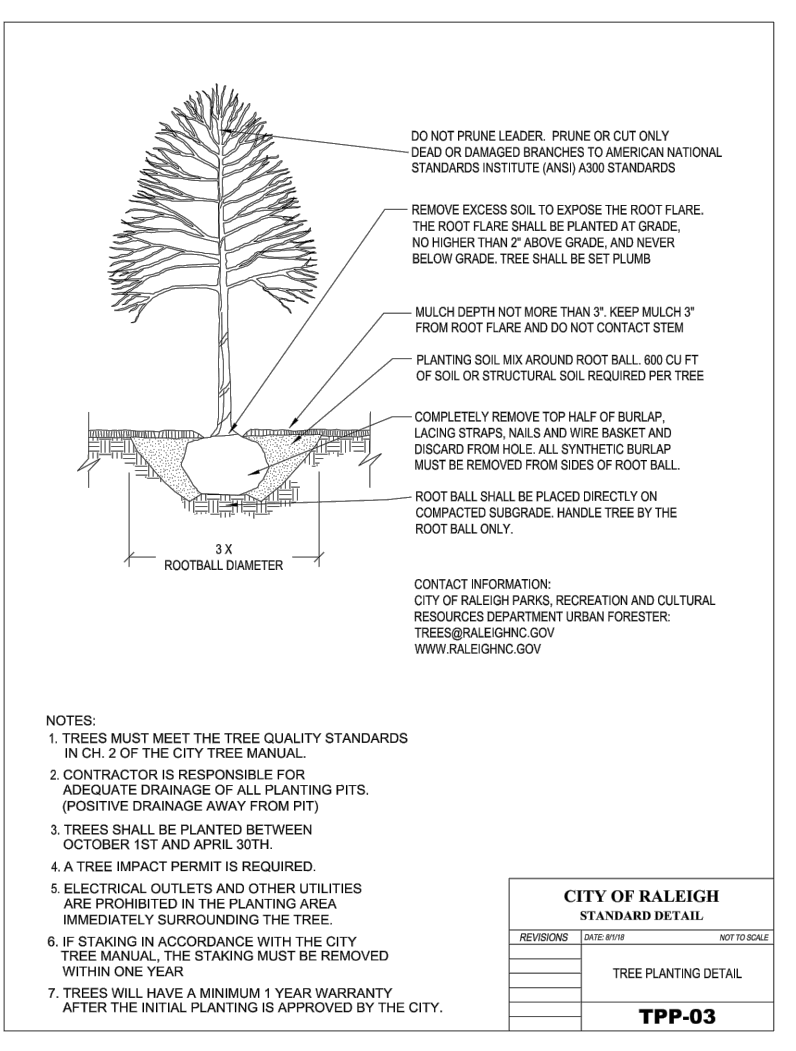 DO NOT PRUNE LEADER. PRUNE OR CUT ONLY
DEAD OR DAMAGED BRANCHES TO AMERICAN NATIONAL
STANDARDS INSTITUTE (ANSI) A300 STANDARDS
REMOVE EXCESS SOIL TO EXPOSE THE ROOT FLARE.
THE ROOT FLARE SHALL BE PLANTED AT GRADE,
NO HIGHER THAN 2" ABOVE GRADE, AND NEVER
BELOW GRADE. TREE SHALL BE SET PLUMB
MULCH DEPTH NOT MORE THAN 3". KEEP MULCH 3"
FROM ROOT FLARE AND DO NOT CONTACT STEM
PLANTING SOIL MIX AROUND ROOT BALL. 600 CU FT
OF SOIL OR STRUCTURAL SOIL REQUIRED PER TREE
COMPLETELY REMOVE TOP HALF OF BURLAP,
LACING STRAPS, NAILS AND WIRE BASKET AND
DISCARD FROM HOLE. ALL SYNTHETIC BURLAP
MUST BE REMOVED FROM SIDES OF ROOT BALL.
ROOT BALL SHALL BE PLACED DIRECTLY ON
COMPACTED SUBGRADE. HANDLE TREE BY THE
ROOT BALL ONLY.
3 X
ROOTBALL DIAMETER
CONTACT INFORMATION:
CITY OF RALEIGH PARKS, RECREATION AND CULTURAL
RESOURCES DEPARTMENT URBAN FORESTER:
TREES@RALEIGHNC.GOV
WWW.RALEIGHNC.GOV
NOTES:
1. TREES MUST MEET THE TREE QUALITY STANDARDS
IN CH. 2 OF THE CITY TREE MANUAL.
2. CONTRACTOR IS RESPONSIBLE FOR
ADEQUATE DRAINAGE OF ALL PLANTING PITS.
(POSITIVE DRAINAGE AWAY FROM PIT)
3. TREES SHALL BE PLANTED BETWEEN
OCTOBER 1ST AND APRIL 30TH.
4. A TREE IMPACT PERMIT IS REQUIRED.
5. ELECTRICAL OUTLETS AND OTHER UTILITIES
ARE PROHIBITED IN THE PLANTING AREA
IMMEDIATELY SURROUNDING THE TREE.
6. IF STAKING IN ACCORDANCE WITH THE CITY
TREE MANUAL, THE STAKING MUST BE REMOVED
WITHIN ONE YEAR
7. TREES WILL HAVE A MINIMUM 1 YEAR WARRANTY
AFTER THE INITIAL PLANTING IS APPROVED BY THE CITY.
CITY OF RALEIGH
STANDARD DETAIL
REVISIONS DATE: 8/1/18 NOT TO SCALE
TREE PLANTING DETAIL
TPP-03